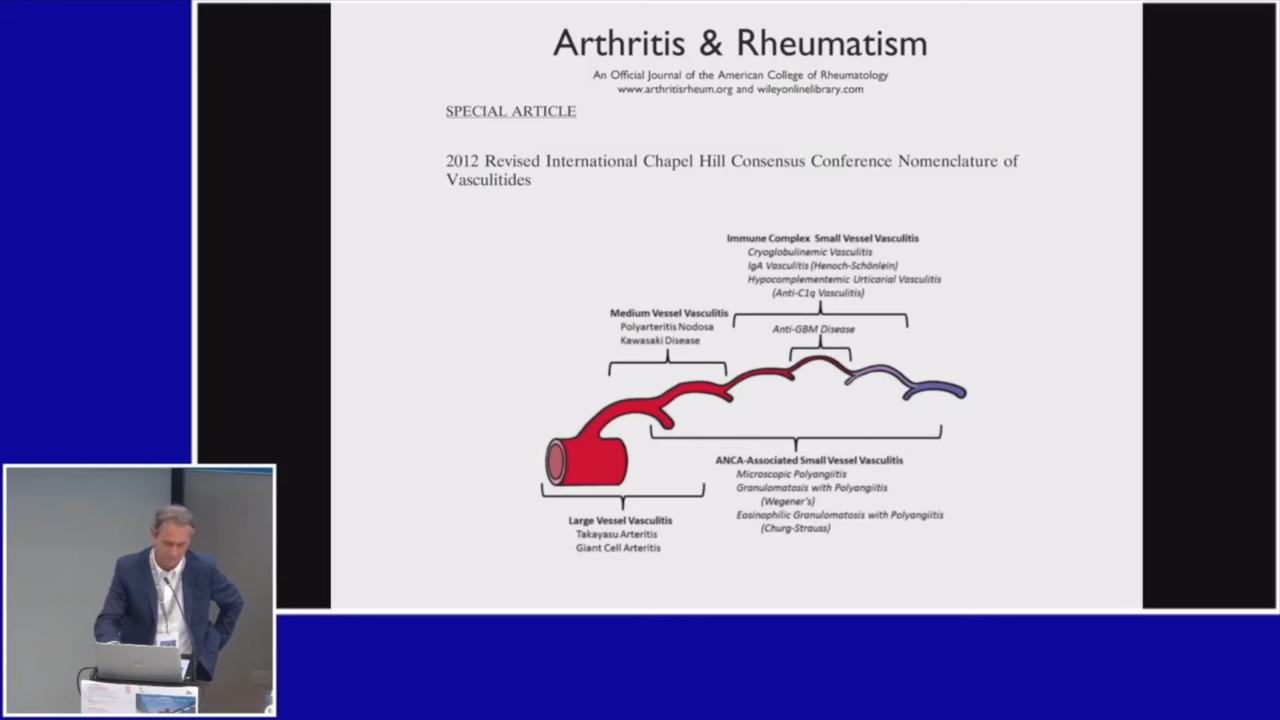 Arthritis & Rheumatism
An Official Journal of the American College of Rheumatology
www.arthritisrheum.org and wileyonlinelibrary.com
SPECIAL ARTICLE
2012 Revised International Chapel Hill Consensus Conference Nomenclature of
Vasculitides
Immune Complex Small Vessel Vasculitis
Cryoglobulinemic Vasculitis
IgA Vasculitis (Henoch-Schönlein)
Hypocomplementemic Urticarial Vasculitis
(Anti-C1q Vasculitis)
Medium Vessel Vasculitis
Polyarteritis Nodosa
Kawasaki Disease
Anti-GBM Disease
ANCA-Associated Small Vessel Vasculitis
Microscopic Polyangiitis
Granulomatosis with Polyangiitis
(Wegener's)
Eosinophilic Granulomatosis with Polyangiitis
(Churg-Strauss)
Large Vessel Vasculitis
Takayasu Arteritis
Giant Cell Arteritis